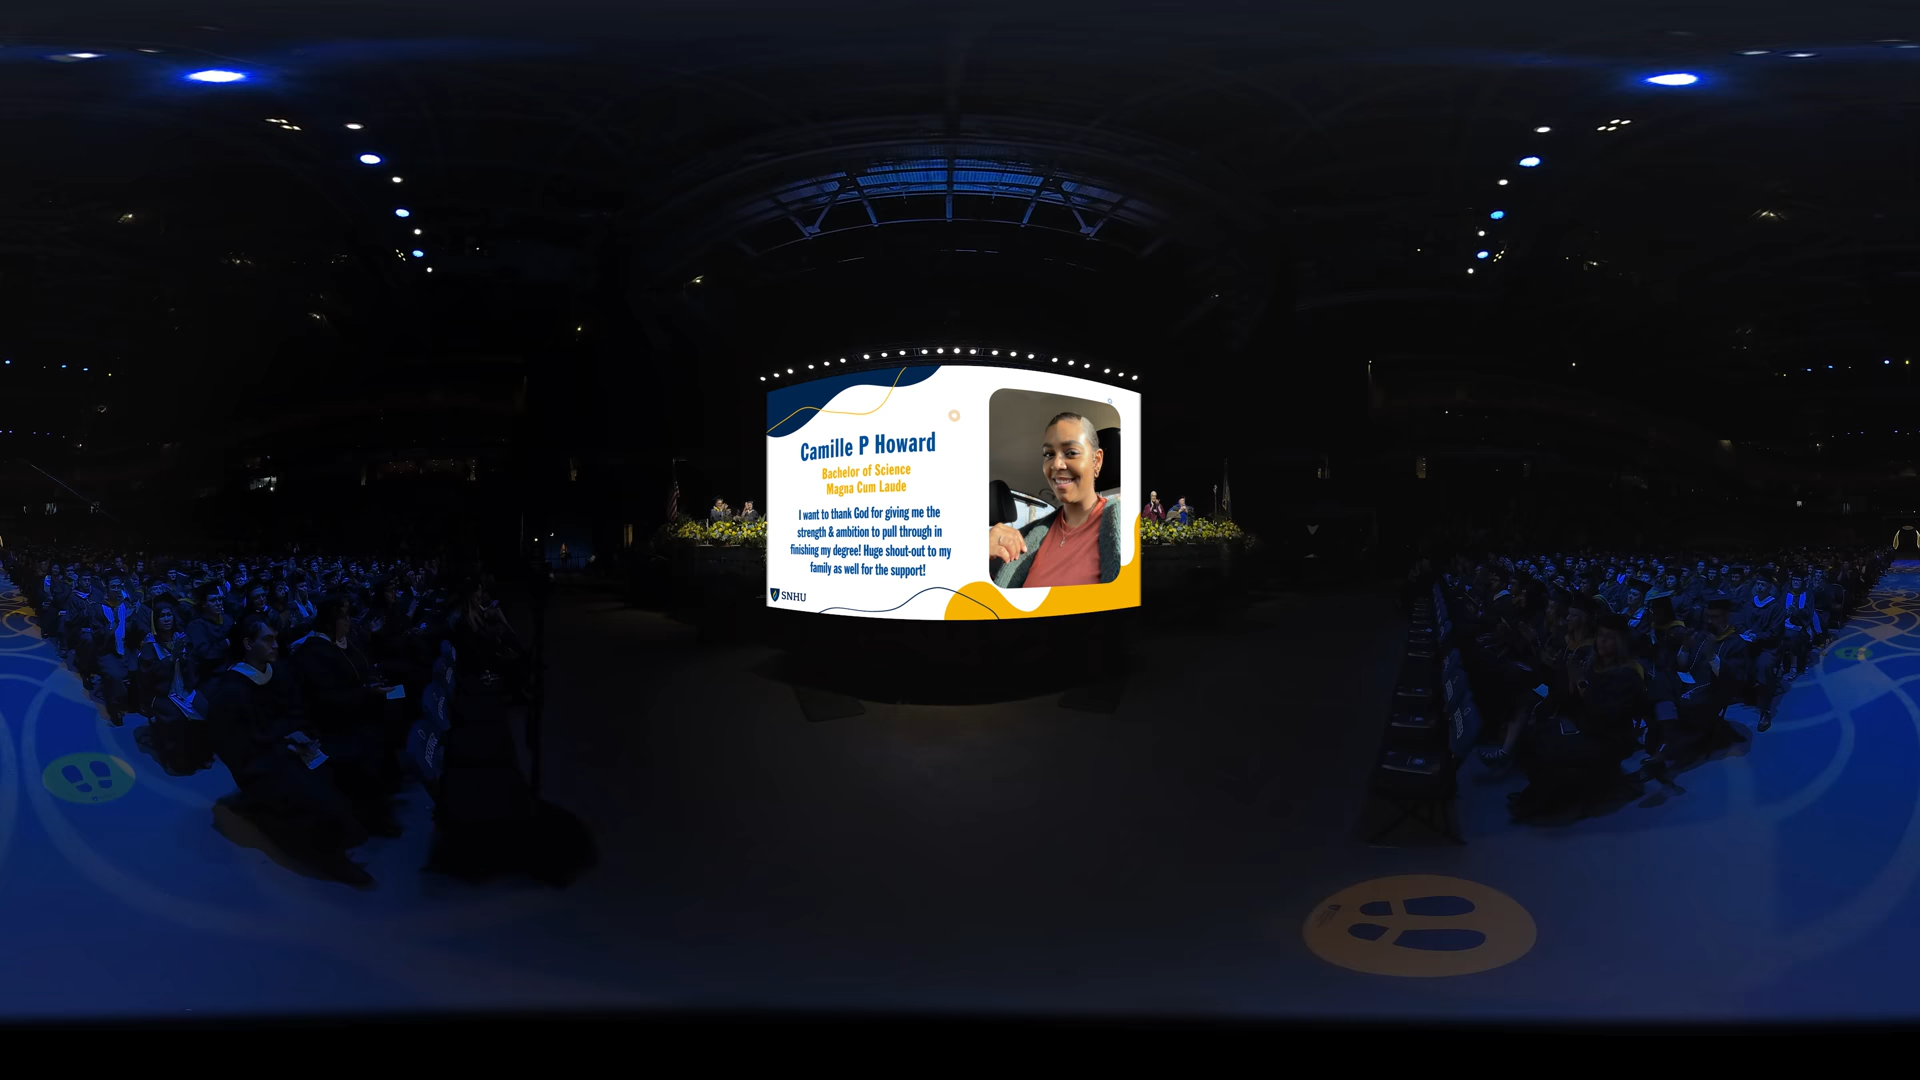 Camille P Howard
Bachelor of Science
Magna Cum Laude
I want to thank God for giving me the
strength & ambition to pull through in
finishing my degree! Huge shout-out to my
family as well for the support!
SNHU